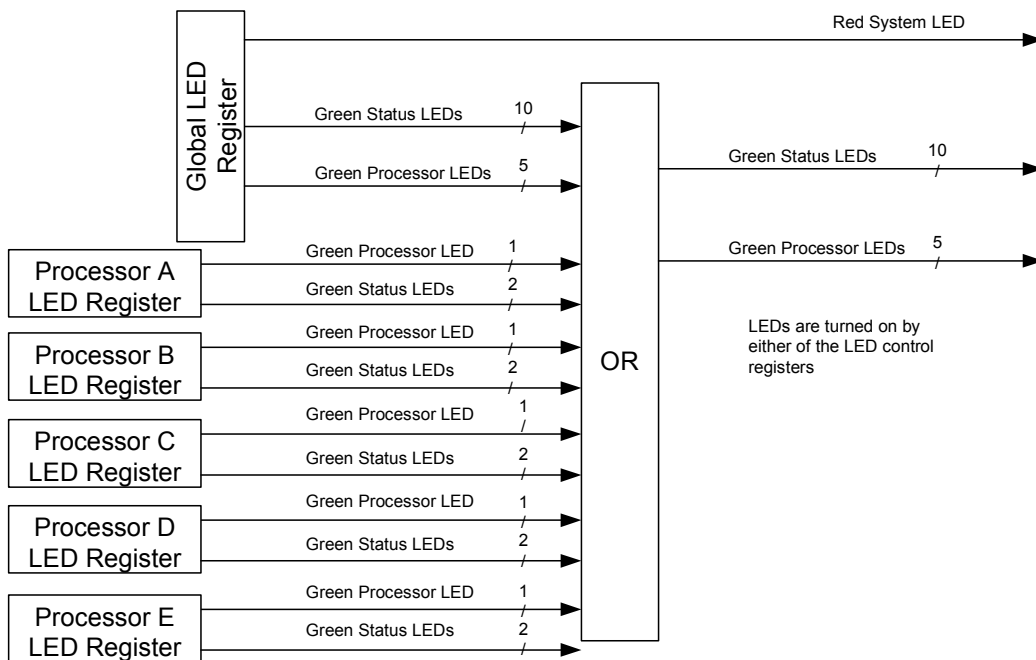 Red System LED
Global LED
Register
Green Status LEDs 10
Green Processor LEDs 5
Green Status LEDs 10
Green Processor LEDs 5
Processor A
LED Register
Green Processor LED 1
Green Status LEDs 2
Processor B
LED Register
Green Processor LED 1
Green Status LEDs 2
OR
LEDs are turned on by
either of the LED control
registers
Processor C
LED Register
Green Processor LED 1
Green Status LEDs 2
Processor D
LED Register
Green Processor LED 1
Green Status LEDs 2
Processor E
LED Register
Green Processor LED 1
Green Status LEDs 2